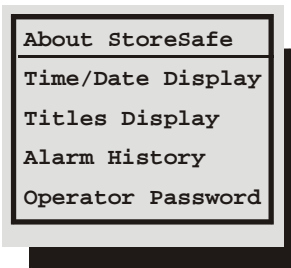 About StoreSafe
Time/Date Display
Titles Display
Alarm History
Operator Password